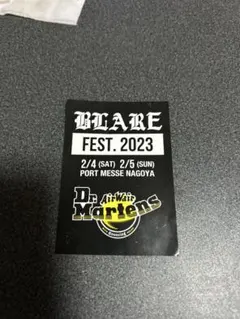 BLARE
FEST. 2023
2/4 (SAT) 2/5 (SUN)
PORT MESSE NAGOYA
Dr. AirWair
Martens